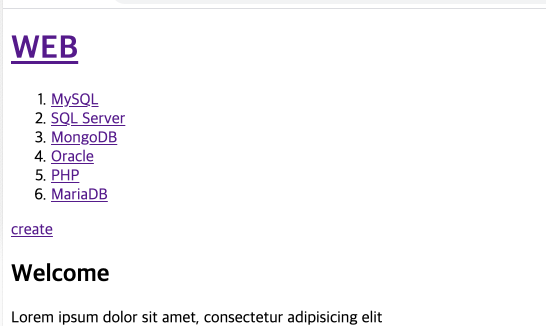 WEB
1. MySQL
2. SQL Server
3. MongoDB
4. Oracle
5. PHP
6. MariaDB
create
Welcome
Lorem ipsum dolor sit amet, consectetur adipisicing elit